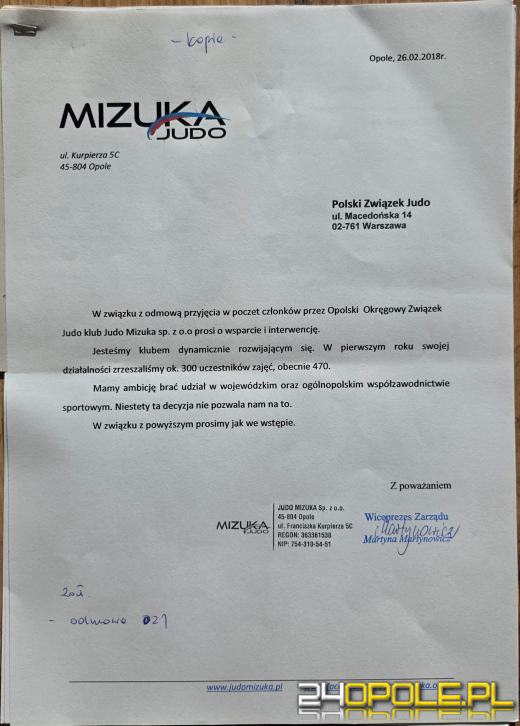 - kopia -
Opole, 26.02.2018r.
MIZUKA
JUDO
ul. Kurpierza 5C
45-804 Opole
Polski Związek Judo
ul. Macedońska 14
02-761 Warszawa
W związku z odmową przyjęcia w poczet członków przez Opolski Okręgowy Związek
Judo klub Judo Mizuka sp. z o.o prosi o wsparcie i interwencję.
Jesteśmy klubem dynamicznie rozwijającym się. W pierwszym roku swojej
działalności zrzeszaliśmy ok. 300 uczestników zajęć, obecnie 470.
Mamy ambicję brać udział w wojewódzkim oraz ogólnopolskim współzawodnictwie
sportowym. Niestety ta decyzja nie pozwala nam na to.
W związku z powyższym prosimy jak we wstępie.
Z poważaniem
MIZUKA
JUDO
JUDO MIZUKA Sp. z o.o.
45-804 Opole
ul. Franciszka Kurpierza 5C
REGON: 363361538
NIP: 754-310-54-51
Wiceprezes Zarządu
Martynowicz
Martyna Martynowicz
zał.
- odmowa
www.judomizuka.pl
24OPOLE.PL